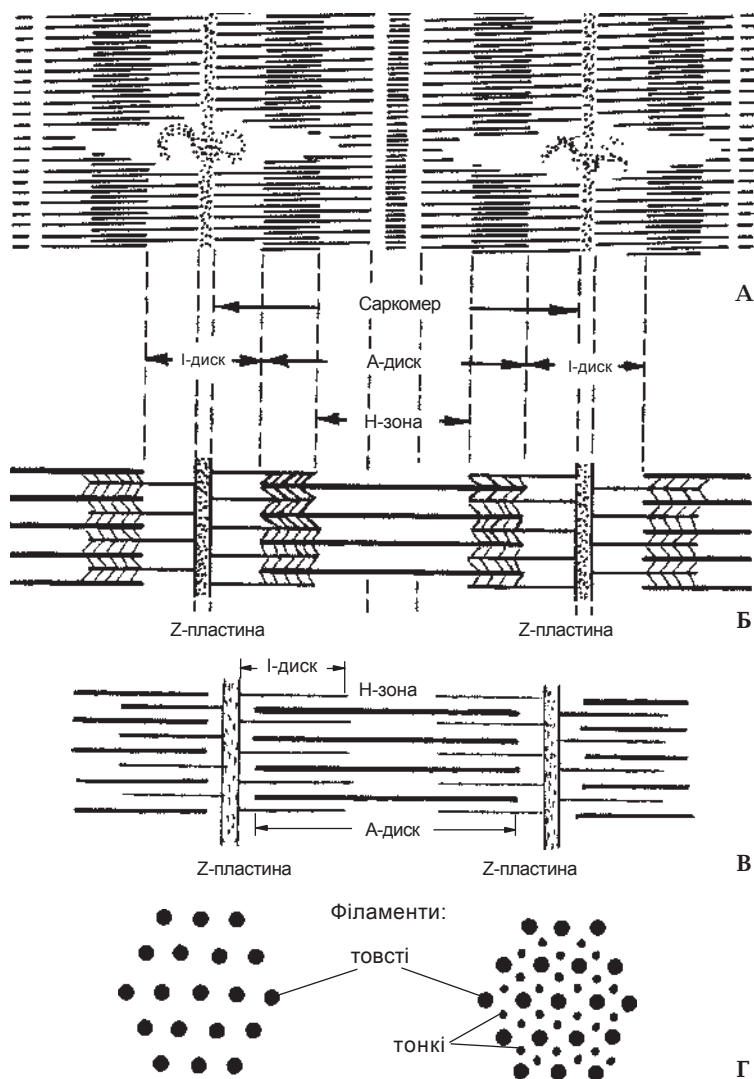 А
Саркомер
I-диск
А-диск
I-диск
Н-зона
Б
Z-пластина
Z-пластина
I-диск
Н-зона
А-диск
В
Z-пластина
Z-пластина
Філаменти:
товсті
тонкі
Г